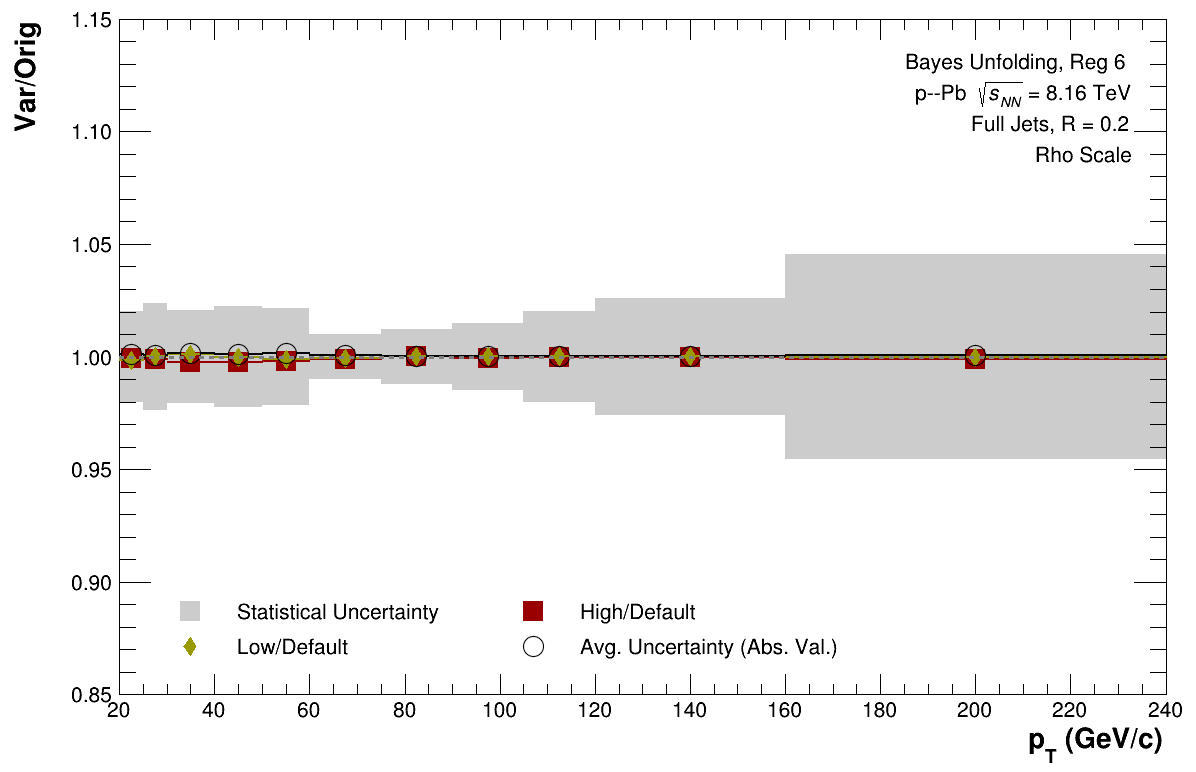 Var/Orig
1.15
1.10
1.05
1.00
0.95
0.90
0.85
Bayes Unfolding, Reg 6
p--Pb √sNN = 8.16 TeV
Full Jets, R = 0.2
Rho Scale
Statistical Uncertainty
High/Default
Low/Default
Avg. Uncertainty (Abs. Val.)
20 40 60 80 100 120 140 160 180 200 220 240
pT (GeV/c)